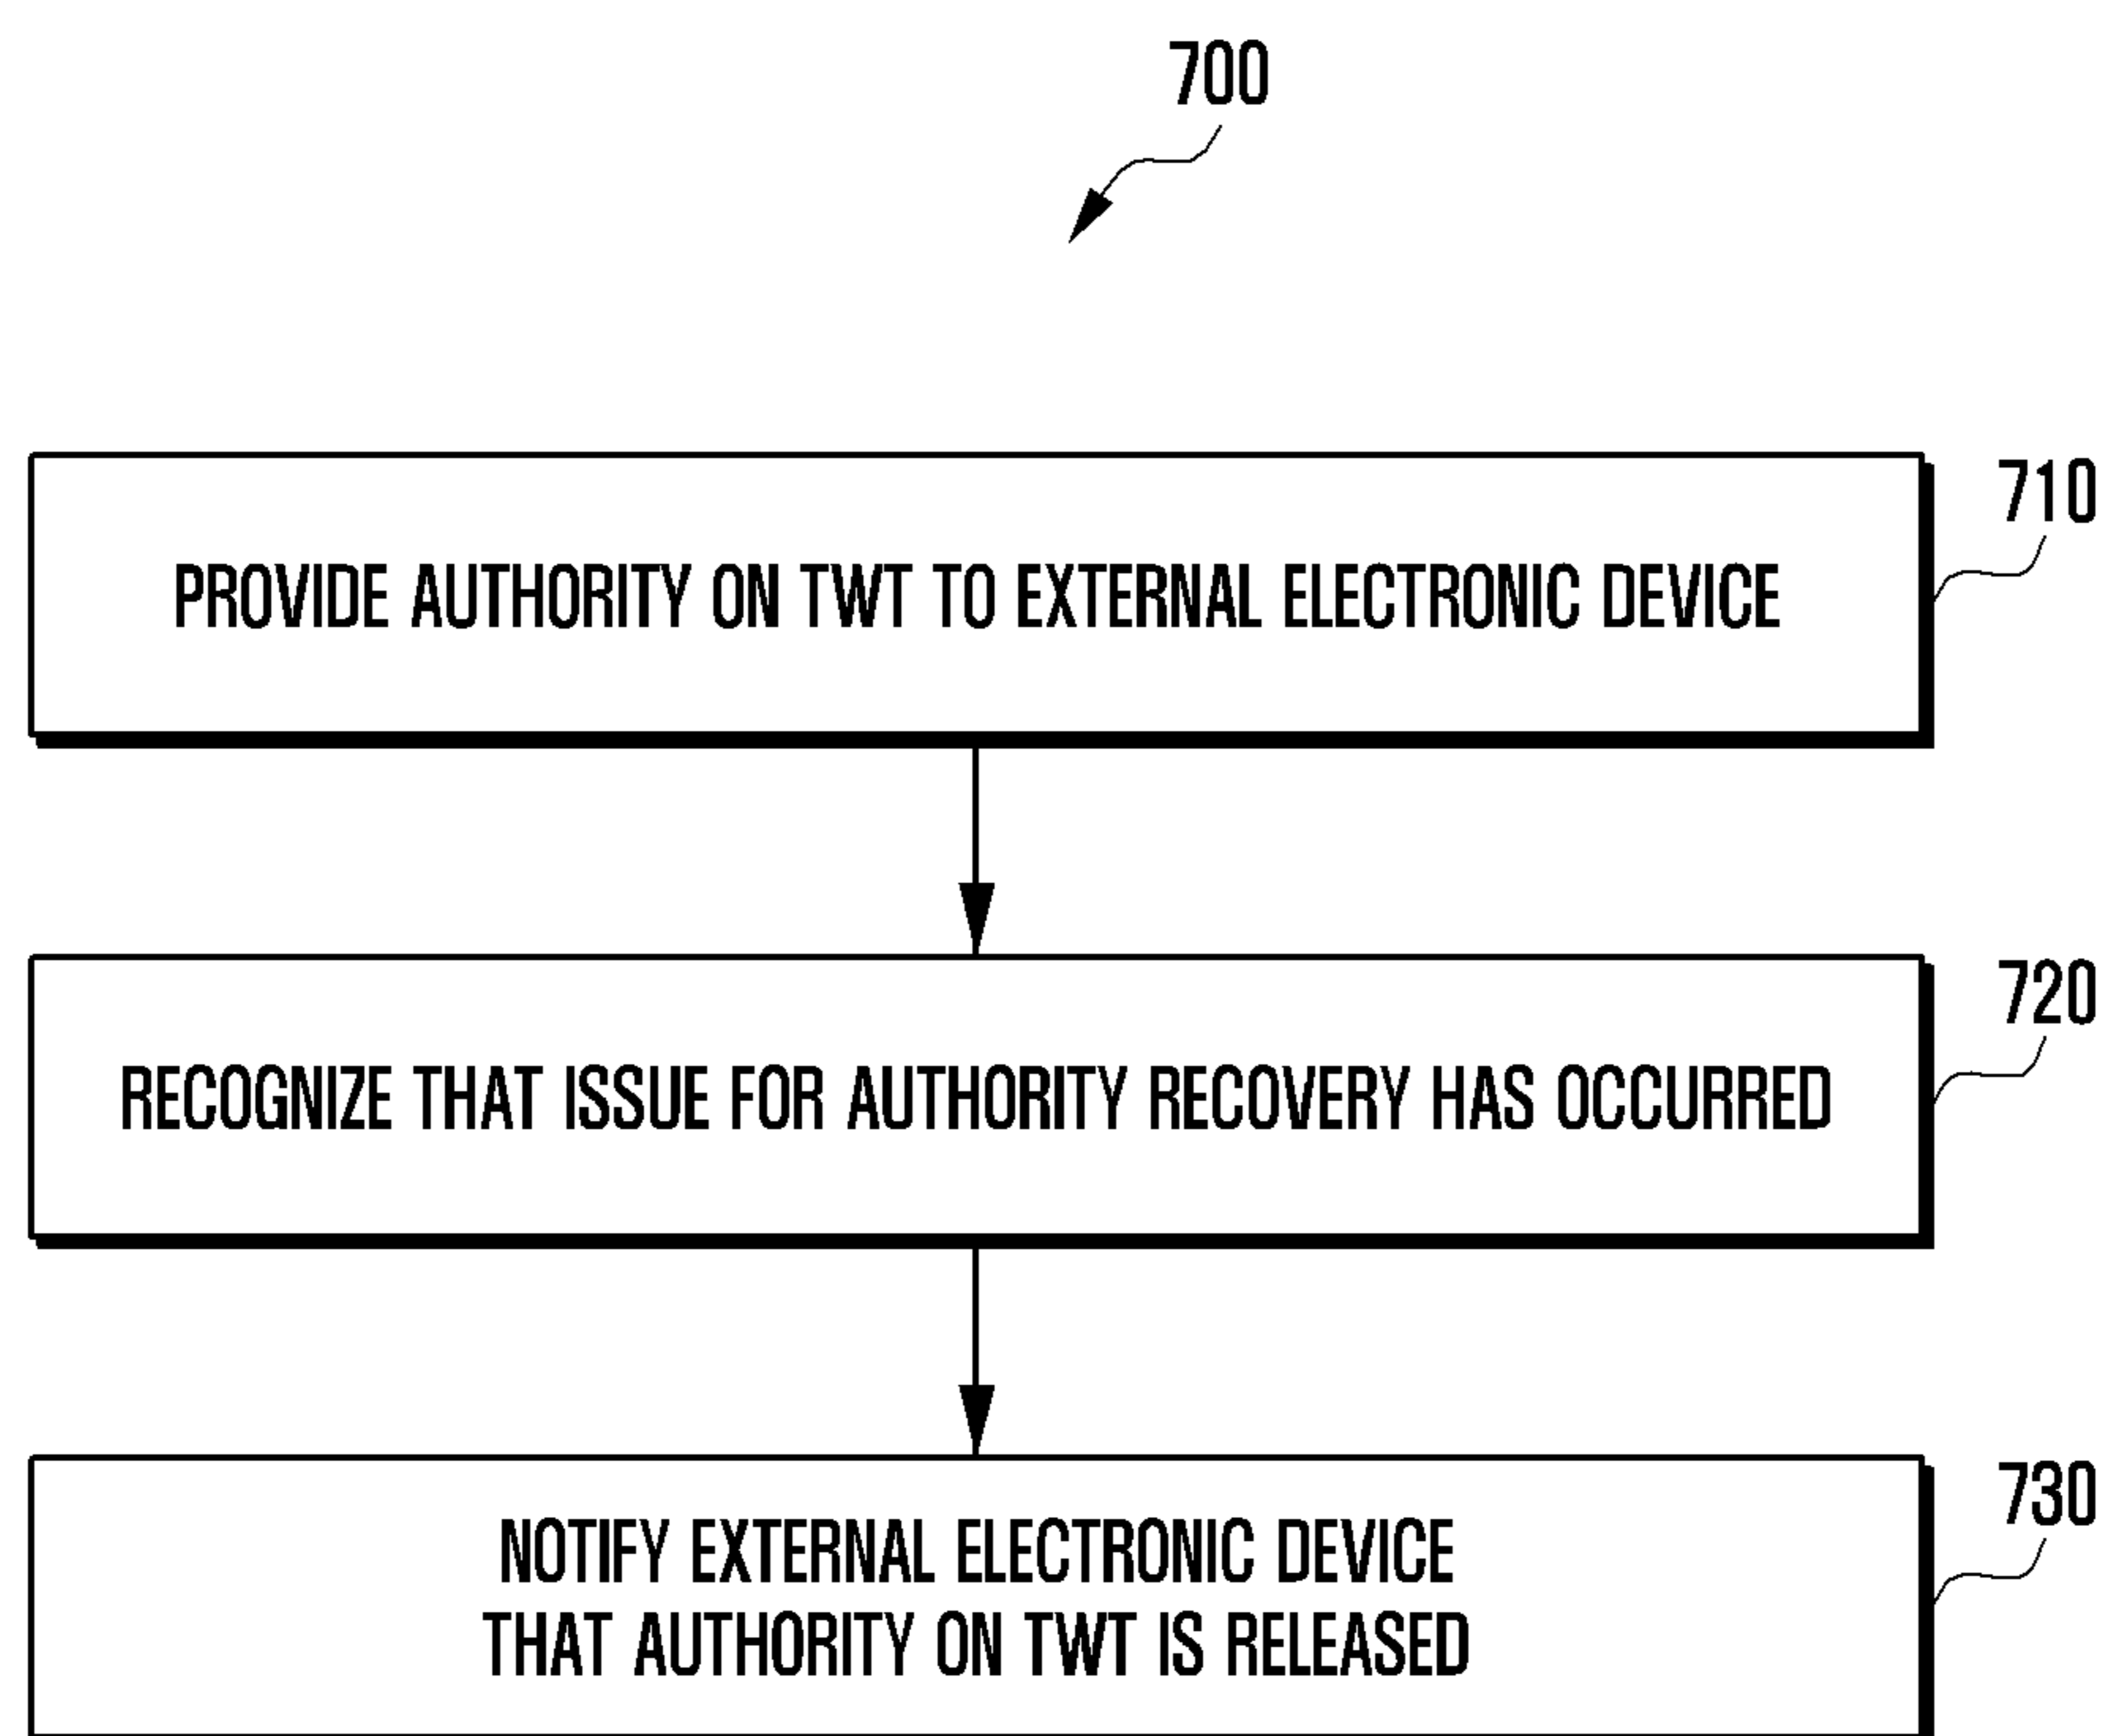 700
710
PROVIDE AUTHORITY ON TWT TO EXTERNAL ELECTRONIC DEVICE
720
RECOGNIZE THAT ISSUE FOR AUTHORITY RECOVERY HAS OCCURRED
730
NOTIFY EXTERNAL ELECTRONIC DEVICE
THAT AUTHORITY ON TWT IS RELEASED